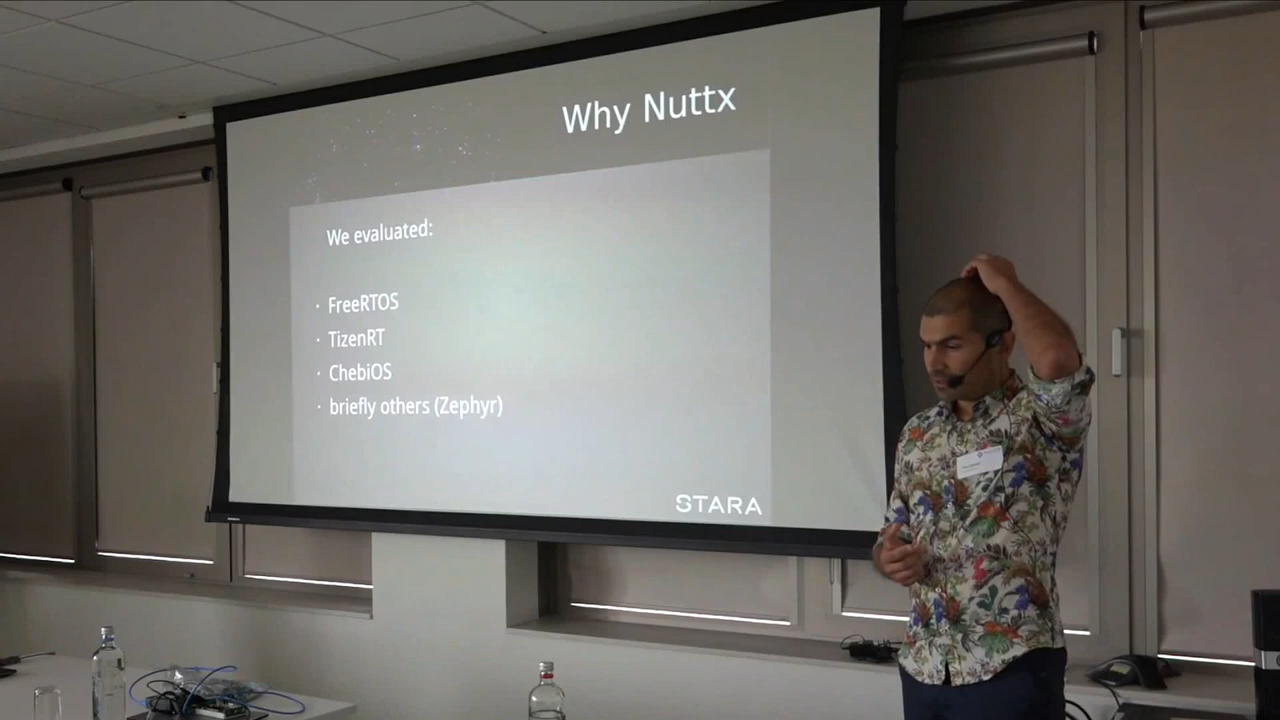 Why Nuttx
We evaluated:
· FreeRTOS
· TizenRT
· ChebiOS
· briefly others (Zephyr)
STARA